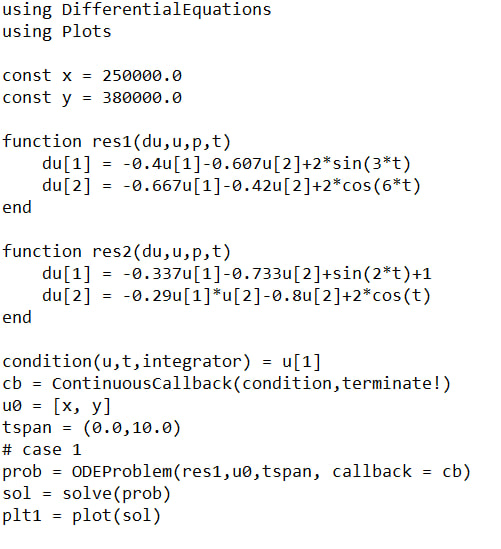 using DifferentialEquations
using Plots

const x = 250000.0
const y = 380000.0

function res1(du,u,p,t)
    du[1] = -0.4u[1]-0.607u[2]+2*sin(3*t)
    du[2] = -0.667u[1]-0.42u[2]+2*cos(6*t)
end

function res2(du,u,p,t)
    du[1] = -0.337u[1]-0.733u[2]+sin(2*t)+1
    du[2] = -0.29u[1]*u[2]-0.8u[2]+2*cos(t)
end

condition(u,t,integrator) = u[1]
cb = ContinuousCallback(condition,terminate!)
u0 = [x, y]
tspan = (0.0,10.0)
# case 1
prob = ODEProblem(res1,u0,tspan, callback = cb)
sol = solve(prob)
plt1 = plot(sol)